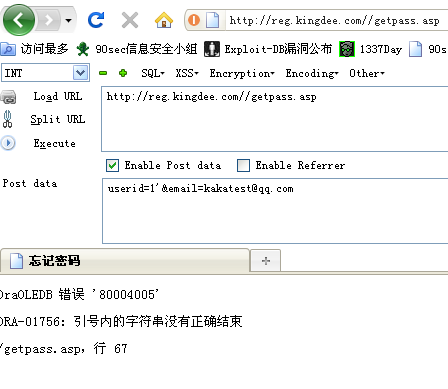 http://reg.kingdee.com//getpass.asp
访问最多 90sec信息安全小组 Exploit-DB漏洞公布 1337Day 90s
INT SQL XSS Encryption Encoding Other
Load URL
http://reg.kingdee.com//getpass.asp
Split URL
Execute
Enable Post data Enable Referrer
Post data
userid=1'&email=kakatest@qq.com
忘记密码
OraOLEDB 错误 '80004005'
ORA-01756: 引号内的字符串没有正确结束
/getpass.asp，行 67